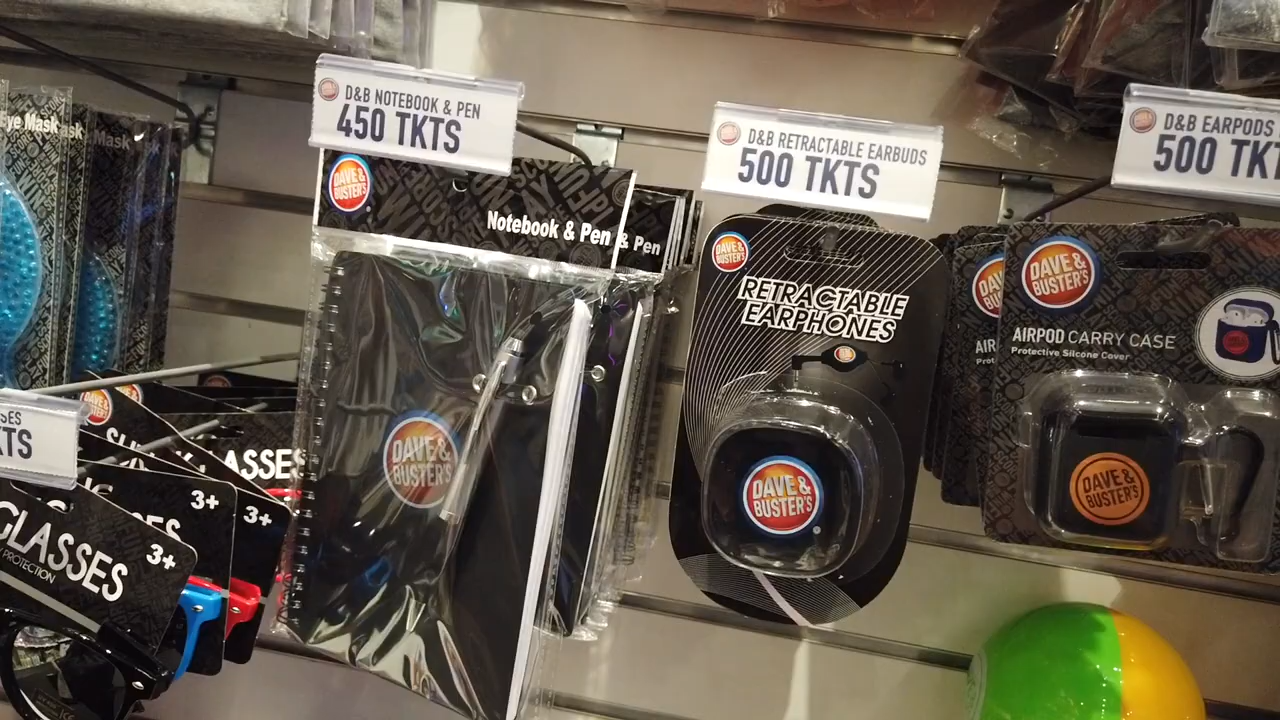 D&B NOTEBOOK & PEN
450 TKTS
D&B RETRACTABLE EARBUDS
500 TKTS
D&B EARPODS
500 TKT
Eye Mask
Mask
DAVE &
BUSTER'S
Notebook & Pen
& Pen
DAVE &
BUSTER'S
DAVE &
BUSTER'S
RETRACTABLE
EARPHONES
DAVE &
BUSTER'S
DAVE &
BUSTER'S
AIRPOD CARRY CASE
Protective Silicone Cover
DAVE &
BUSTER'S
SES
KTS
ASSES
3+
3+
GLASSES
3+
PROTECTION